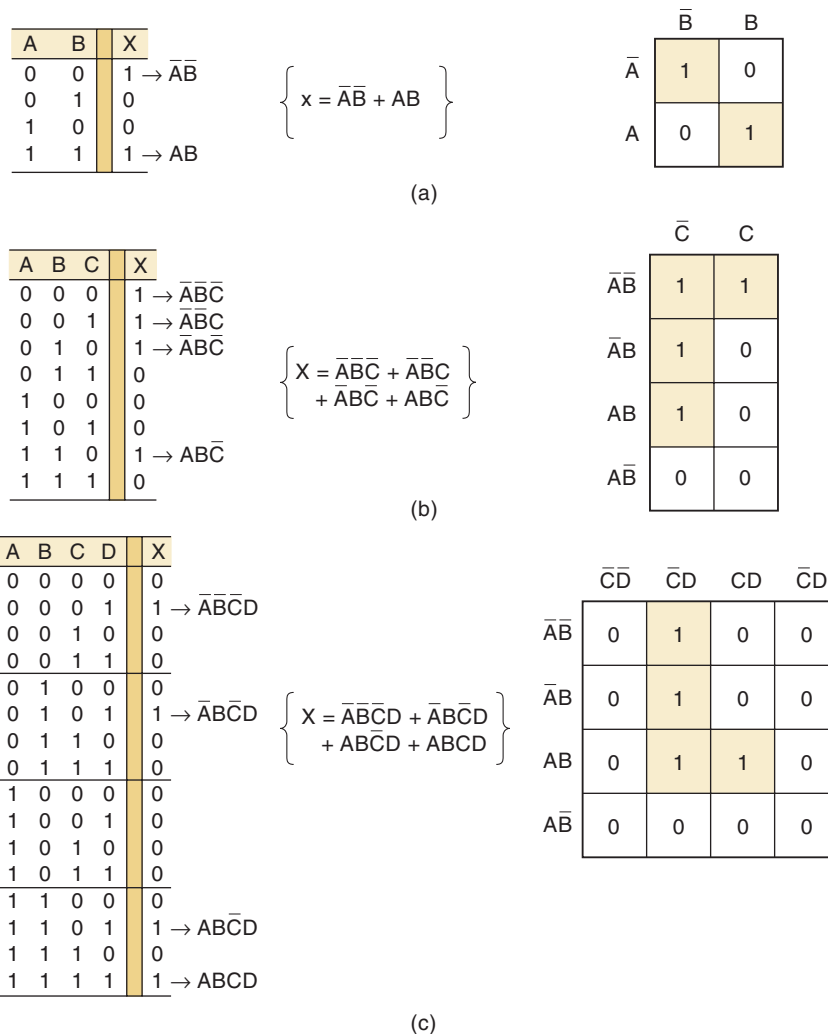 A B X
0 0 1 → A̅B̅
0 1 0
1 0 0
1 1 1 → AB
{ x = A̅B̅ + AB }
B̅ B
A̅ 1 0
A 0 1
(a)
A B C X
0 0 0 1 → A̅B̅C̅
0 0 1 1 → A̅B̅C
0 1 0 1 → A̅BC̅
0 1 1 0
1 0 0 0
1 0 1 0
1 1 0 1 → ABC̅
1 1 1 0
{ X = A̅B̅C̅ + A̅B̅C
+ A̅BC̅ + ABC̅ }
C̅ C
A̅B̅ 1 1
A̅B 1 0
AB 1 0
AB̅ 0 0
(b)
A B C D X
0 0 0 0 0
0 0 0 1 1 → A̅B̅C̅D
0 0 1 0 0
0 0 1 1 0
0 1 0 0 0
0 1 0 1 1 → A̅BC̅D
0 1 1 0 0
0 1 1 1 0
1 0 0 0 0
1 0 0 1 0
1 0 1 0 0
1 0 1 1 0
1 1 0 0 0
1 1 0 1 1 → ABC̅D
1 1 1 0 0
1 1 1 1 1 → ABCD
{ X = A̅B̅C̅D + A̅BC̅D
+ ABC̅D + ABCD }
C̅D̅ C̅D CD C̅D
A̅B̅ 0 1 0 0
A̅B 0 1 0 0
AB 0 1 1 0
AB̅ 0 0 0 0
(c)